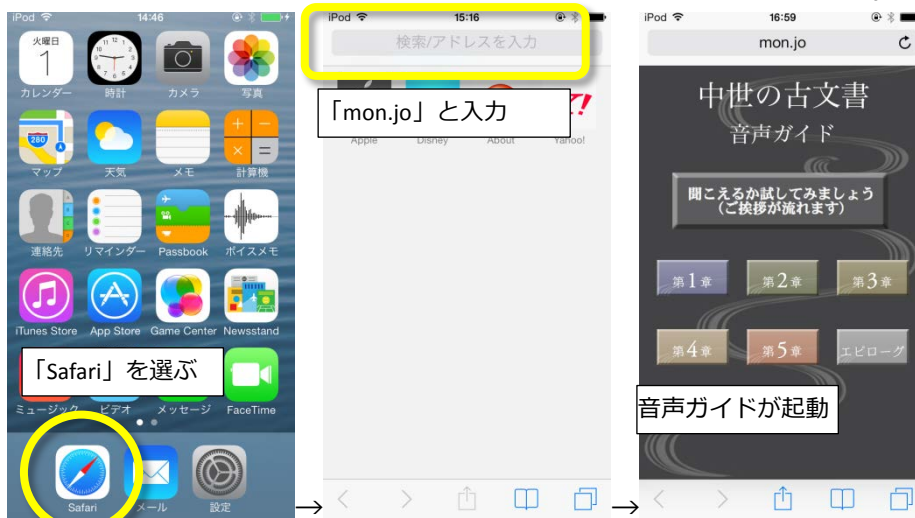 iPod 14:46
火曜日
1
12
カレンダー 時計 カメラ 写真
280
マップ 天気 メモ 計算機
連絡先 リマインダー Passbook ボイスメモ
iTunes Store App Store Game Center Newsstand
「Safari」を選ぶ
ミュージック ビデオ メッセージ FaceTime
Safari メール 設定
→
iPod 15:16
検索/アドレスを入力
「mon.jo」と入力
Apple Disney About Yahoo!
→
iPod 16:59
mon.jo
中世の古文書
音声ガイド
聞こえるか試してみましょう
(ご挨拶が流れます)
第1章 第2章 第3章
第4章 第5章 エピローグ
音声ガイドが起動